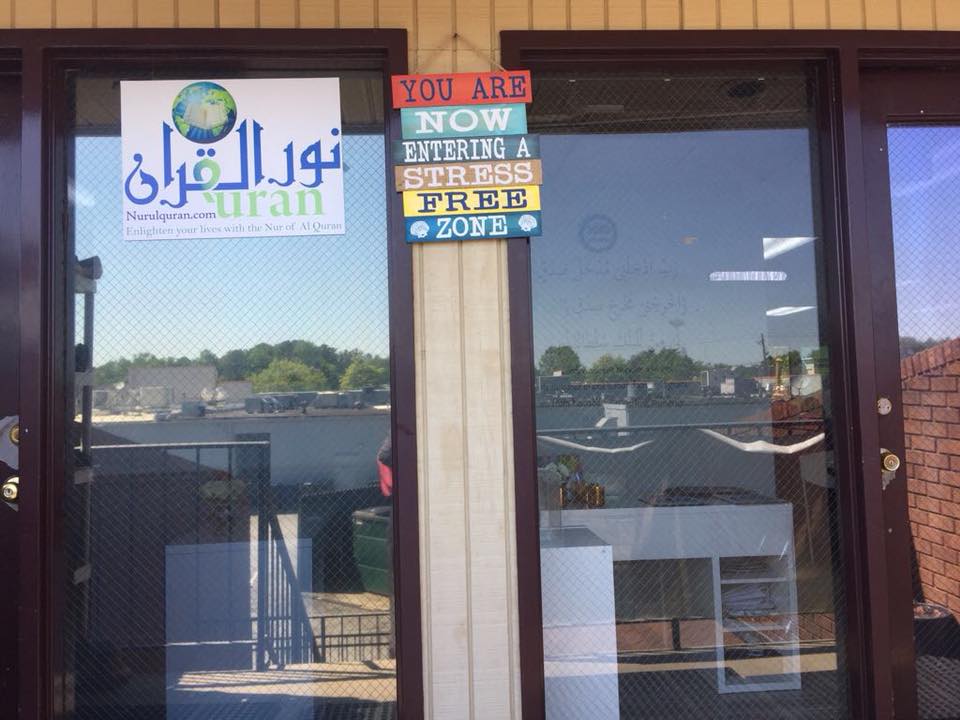 نور القرآن
Quran
Nurulquran.com
Enlighten your lives with the Nur of Al Quran
YOU ARE
NOW
ENTERING A
STRESS
FREE
ZONE